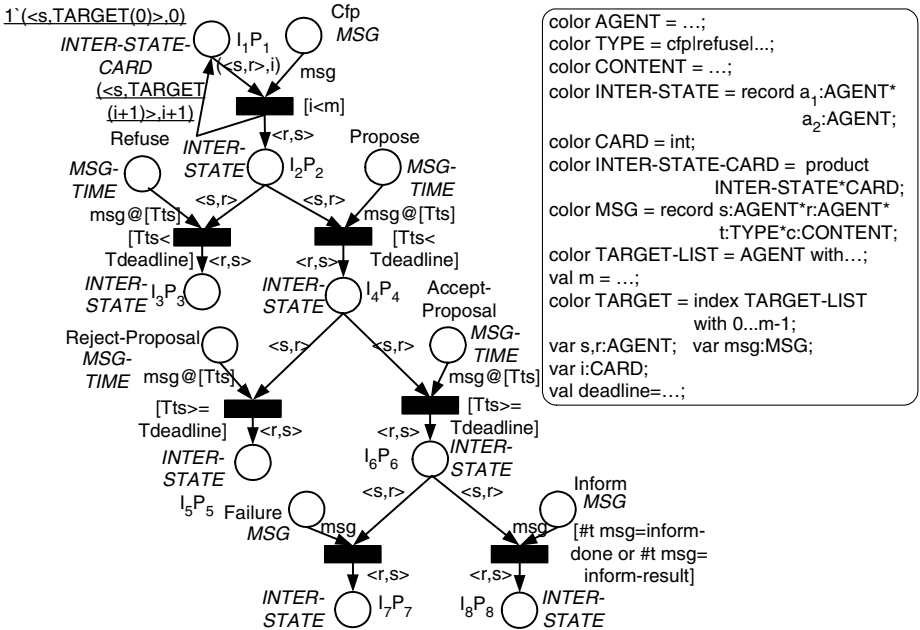 1`(<s,TARGET(0)>,0)
Cfp
MSG
INTER-STATE-
CARD
I1P1
(<s,r>,i)
msg
(<s,TARGET
(i+1)>,i+1)
[i<m]
<r,s>
Refuse
MSG-
TIME
INTER-
STATE
I2P2
Propose
MSG-
TIME
<s,r>
<s,r>
msg@[Tts]
msg@[Tts]
[Tts<
Tdeadline]
[Tts<
Tdeadline]
<r,s>
<r,s>
INTER-
STATE
I3P3
INTER-
STATE
I4P4
Accept-
Proposal
MSG-
TIME
Reject-Proposal
MSG-
TIME
<s,r>
<s,r>
msg@[Tts]
msg@[Tts]
[Tts>=
Tdeadline]
[Tts>=
Tdeadline]
<r,s>
<r,s>
INTER-
STATE
I5P5
I6P6
INTER-
STATE
<s,r>
<s,r>
Failure
MSG
Inform
MSG
msg
msg
[#t msg=inform-
done or #t msg=
inform-result]
<r,s>
<r,s>
INTER-
STATE
I7P7
I8P8
INTER-
STATE
color AGENT = …;
color TYPE = cfp|refuse|...;
color CONTENT = …;
color INTER-STATE = record a1:AGENT*
a2:AGENT;
color CARD = int;
color INTER-STATE-CARD = product
INTER-STATE*CARD;
color MSG = record s:AGENT*r:AGENT*
t:TYPE*c:CONTENT;
color TARGET-LIST = AGENT with…;
val m = …;
color TARGET = index TARGET-LIST
with 0...m-1;
var s,r:AGENT; var msg:MSG;
var i:CARD;
val deadline=…;